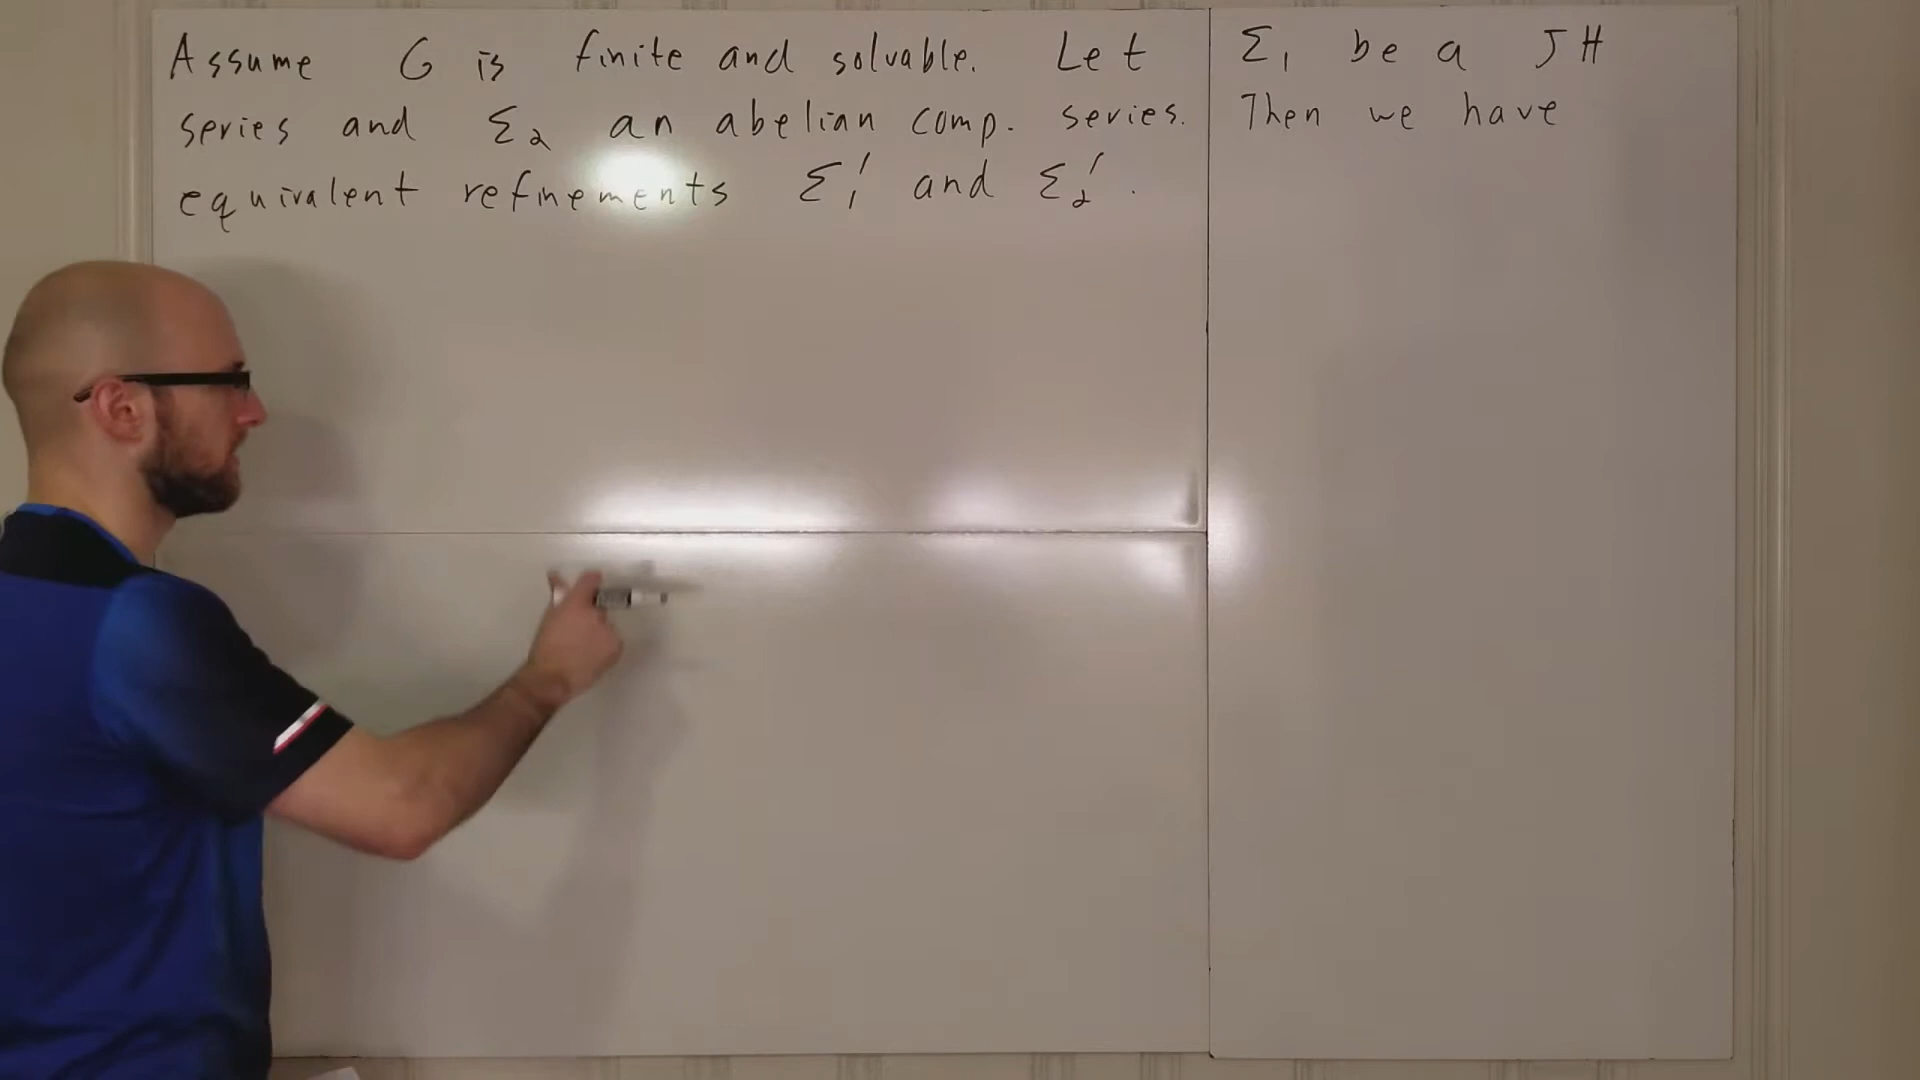 Assume G is finite and solvable. Let Σ₁ be a JH
series and Σ₂ an abelian comp. series. Then we have
equivalent refinements Σ₁' and Σ₂'.